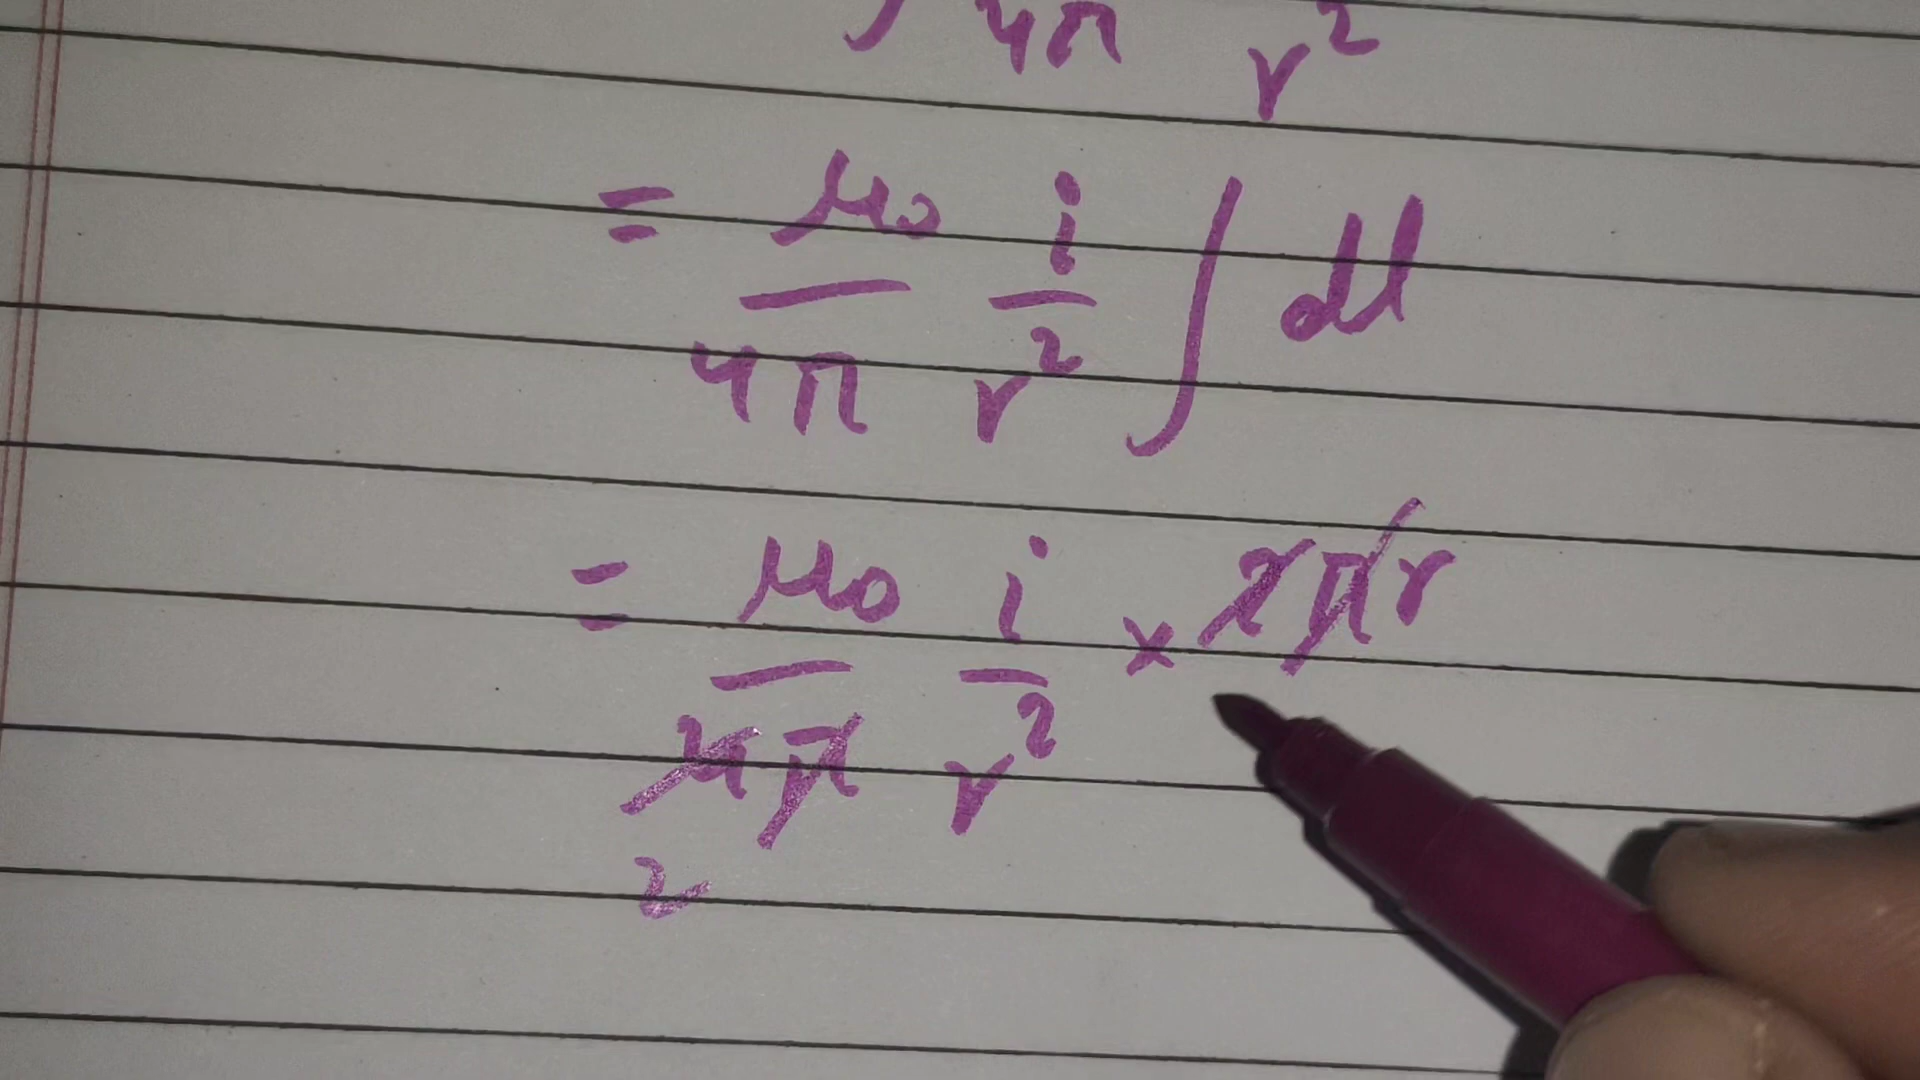 ∫ 4π r²
= μ₀/4π i/r² ∫ dl
= μ₀/4π i/r² × 2πr
2